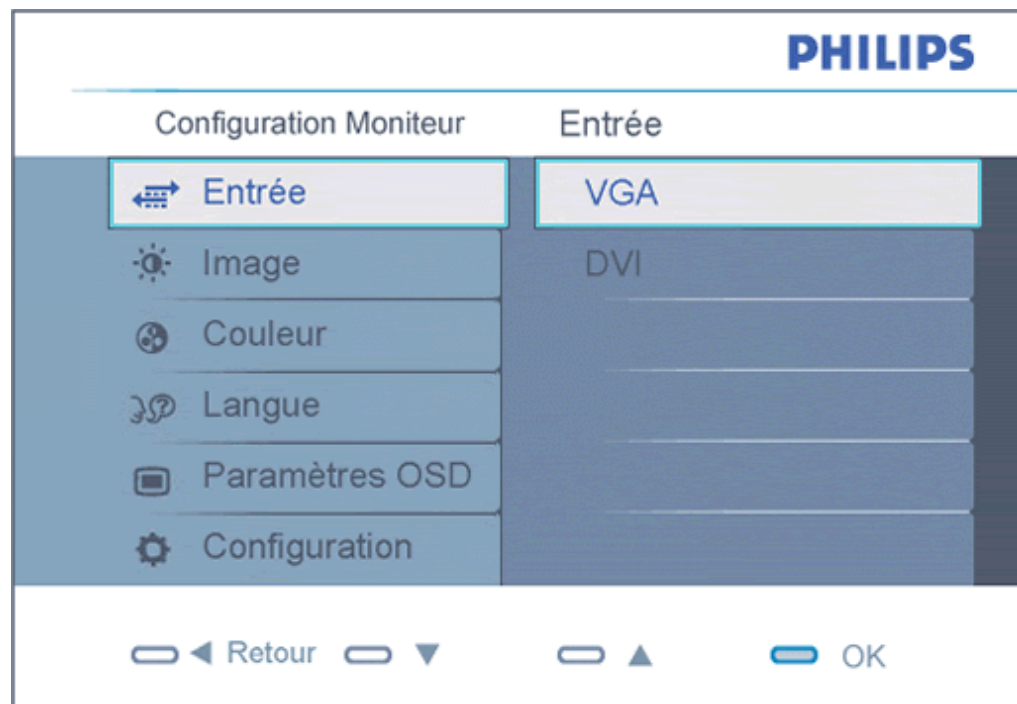 PHILIPS
Configuration Moniteur
Entrée
Entrée
VGA
Image
DVI
Couleur
Langue
Paramètres OSD
Configuration
Retour
OK